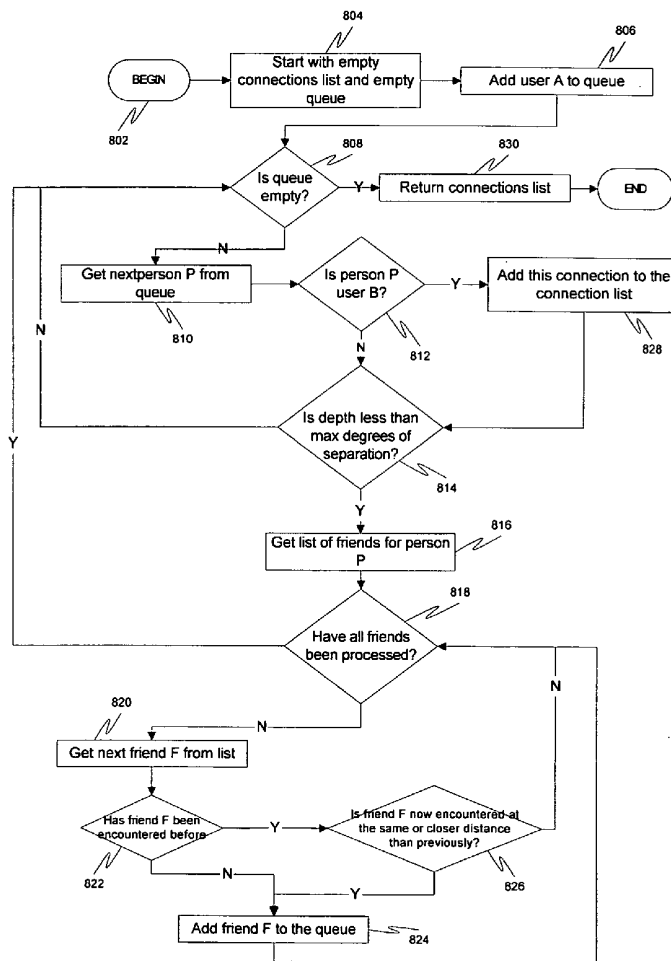 804
806
BEGIN
Start with empty
connections list and empty
queue
Add user A to queue
802
808
830
Is queue
empty?
Y
Return connections list
END
N
Get nextperson P from
queue
Is person P
user B?
Y
Add this connection to the
connection list
810
812
828
N
N
Y
Is depth less than
max degrees of
separation?
814
Y
816
Get list of friends for person
P
818
Have all friends
been processed?
N
N
820
Get next friend F from list
Has friend F been
encountered before
Y
Is friend F now encountered at
the same or closer distance
than previously?
822
826
N
Y
Add friend F to the queue
824